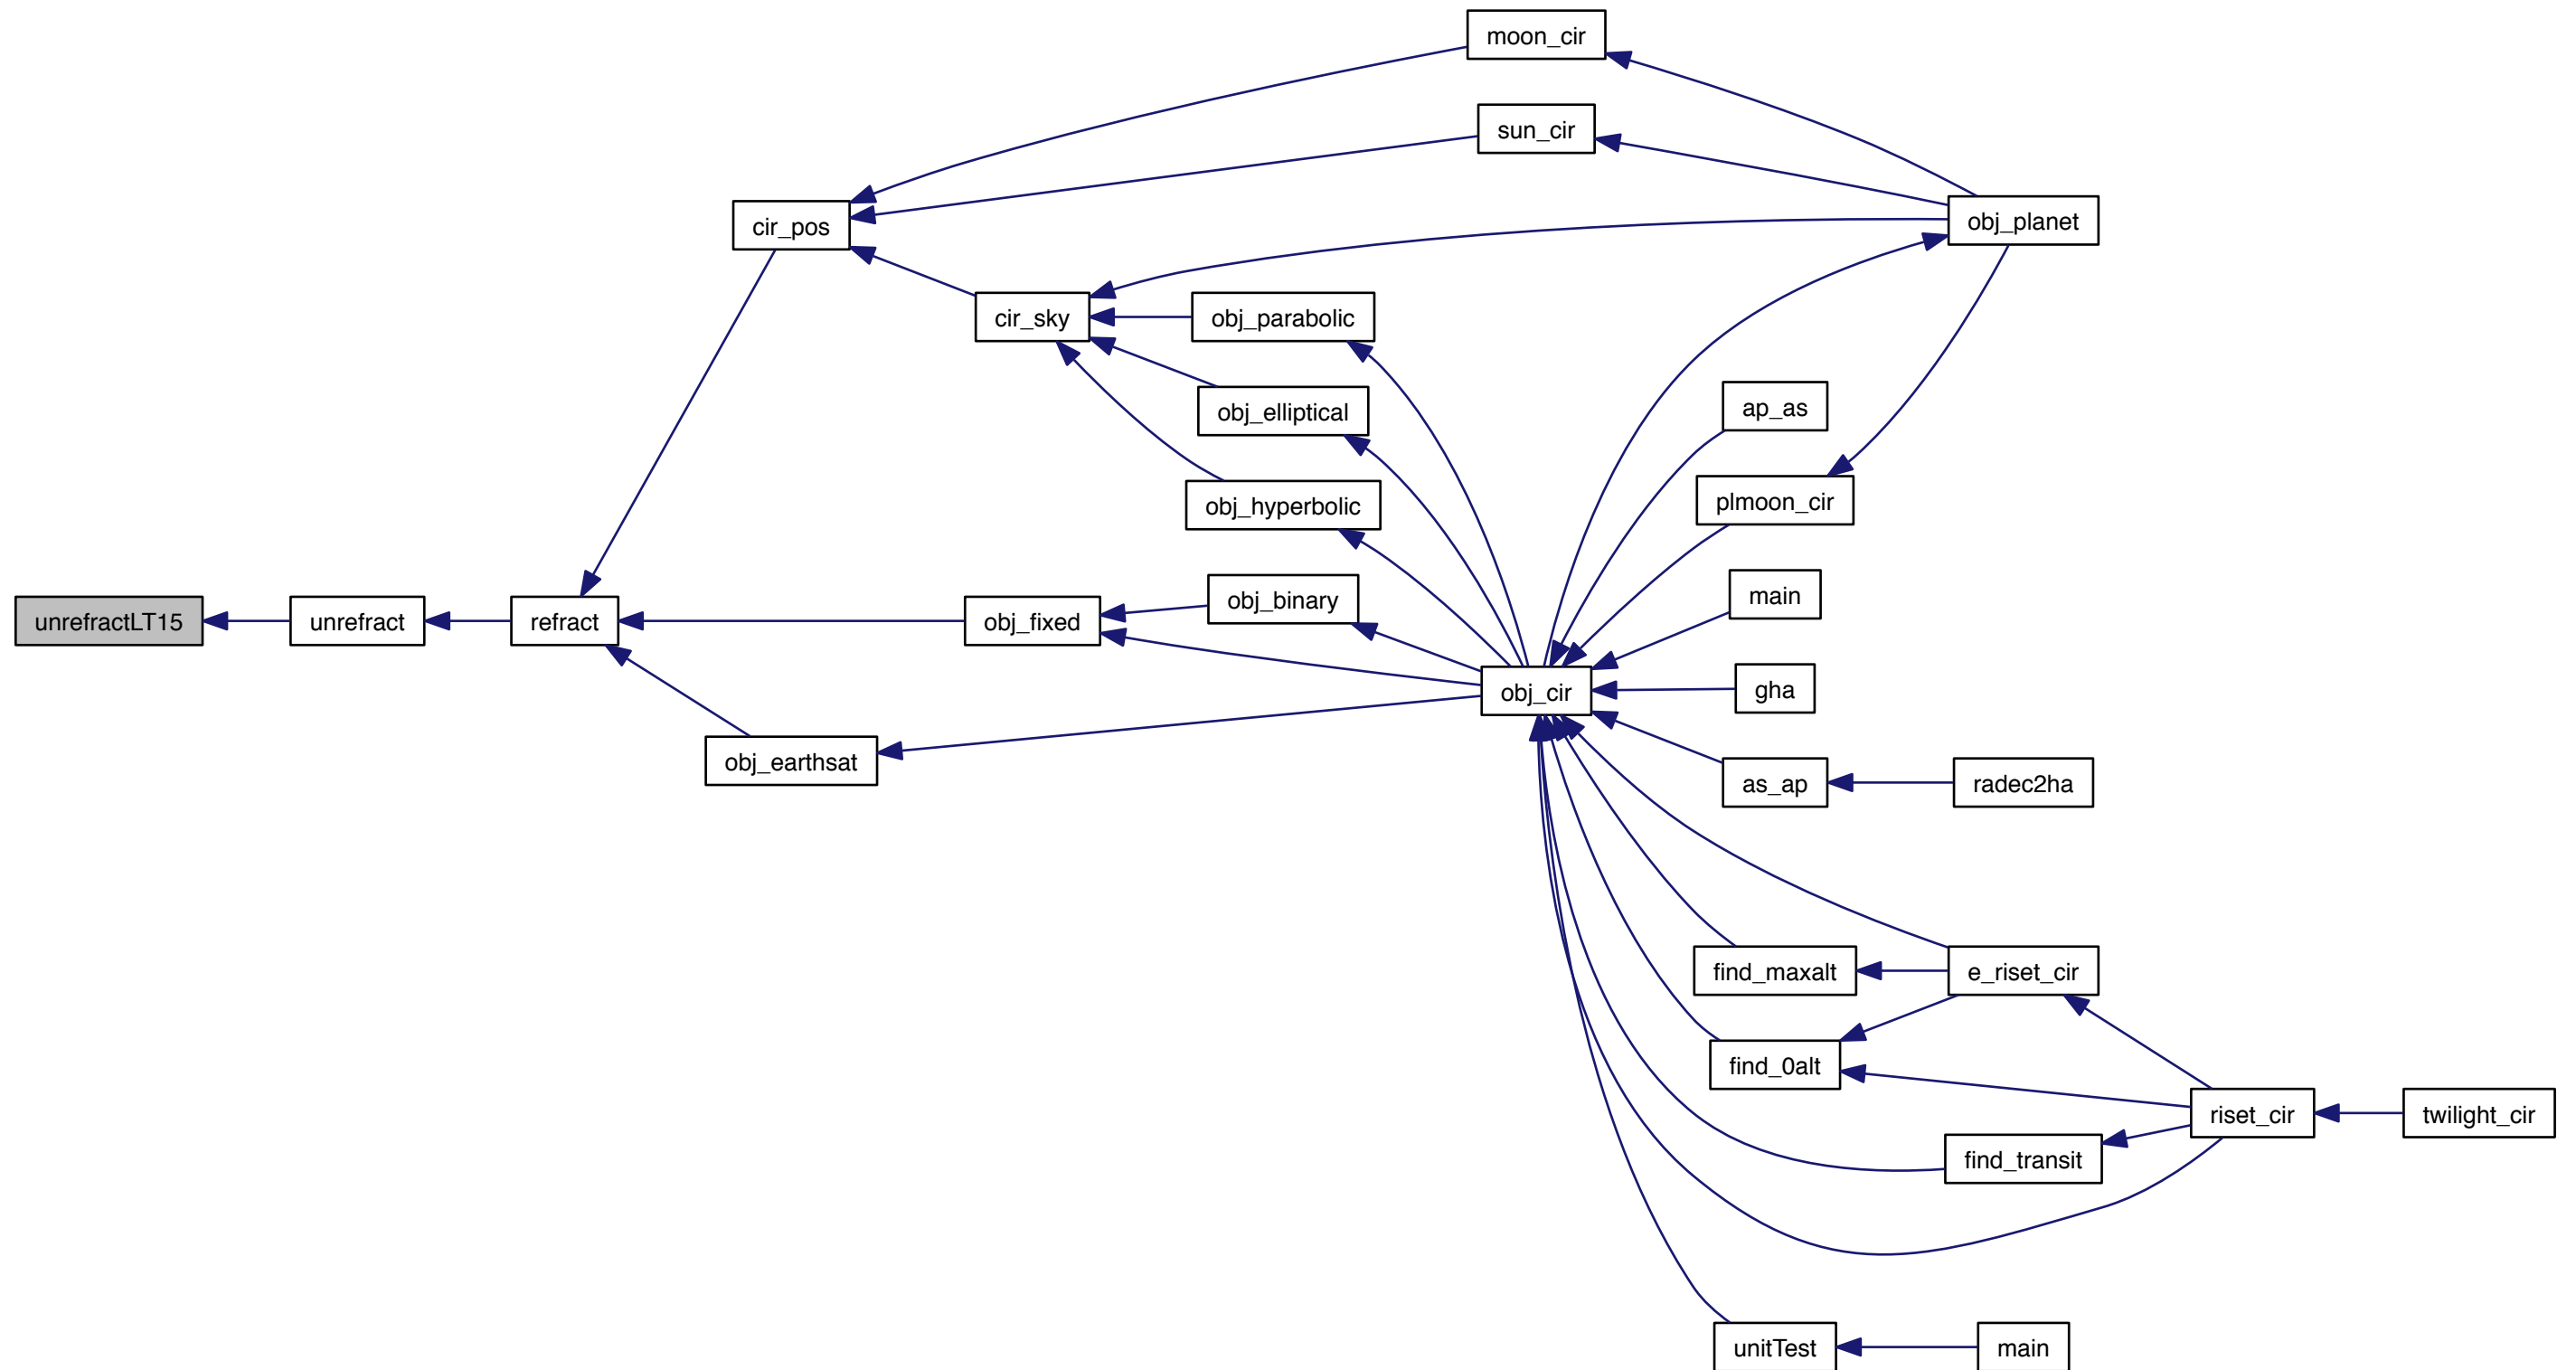 moon_cir
sun_cir
cir_pos
obj_planet
cir_sky
obj_parabolic
obj_elliptical
ap_as
obj_hyperbolic
plmoon_cir
main
obj_binary
unrefractLT15
unrefract
refract
obj_fixed
obj_cir
gha
obj_earthsat
as_ap
radec2ha
find_maxalt
e_riset_cir
find_0alt
riset_cir
twilight_cir
find_transit
unitTest
main